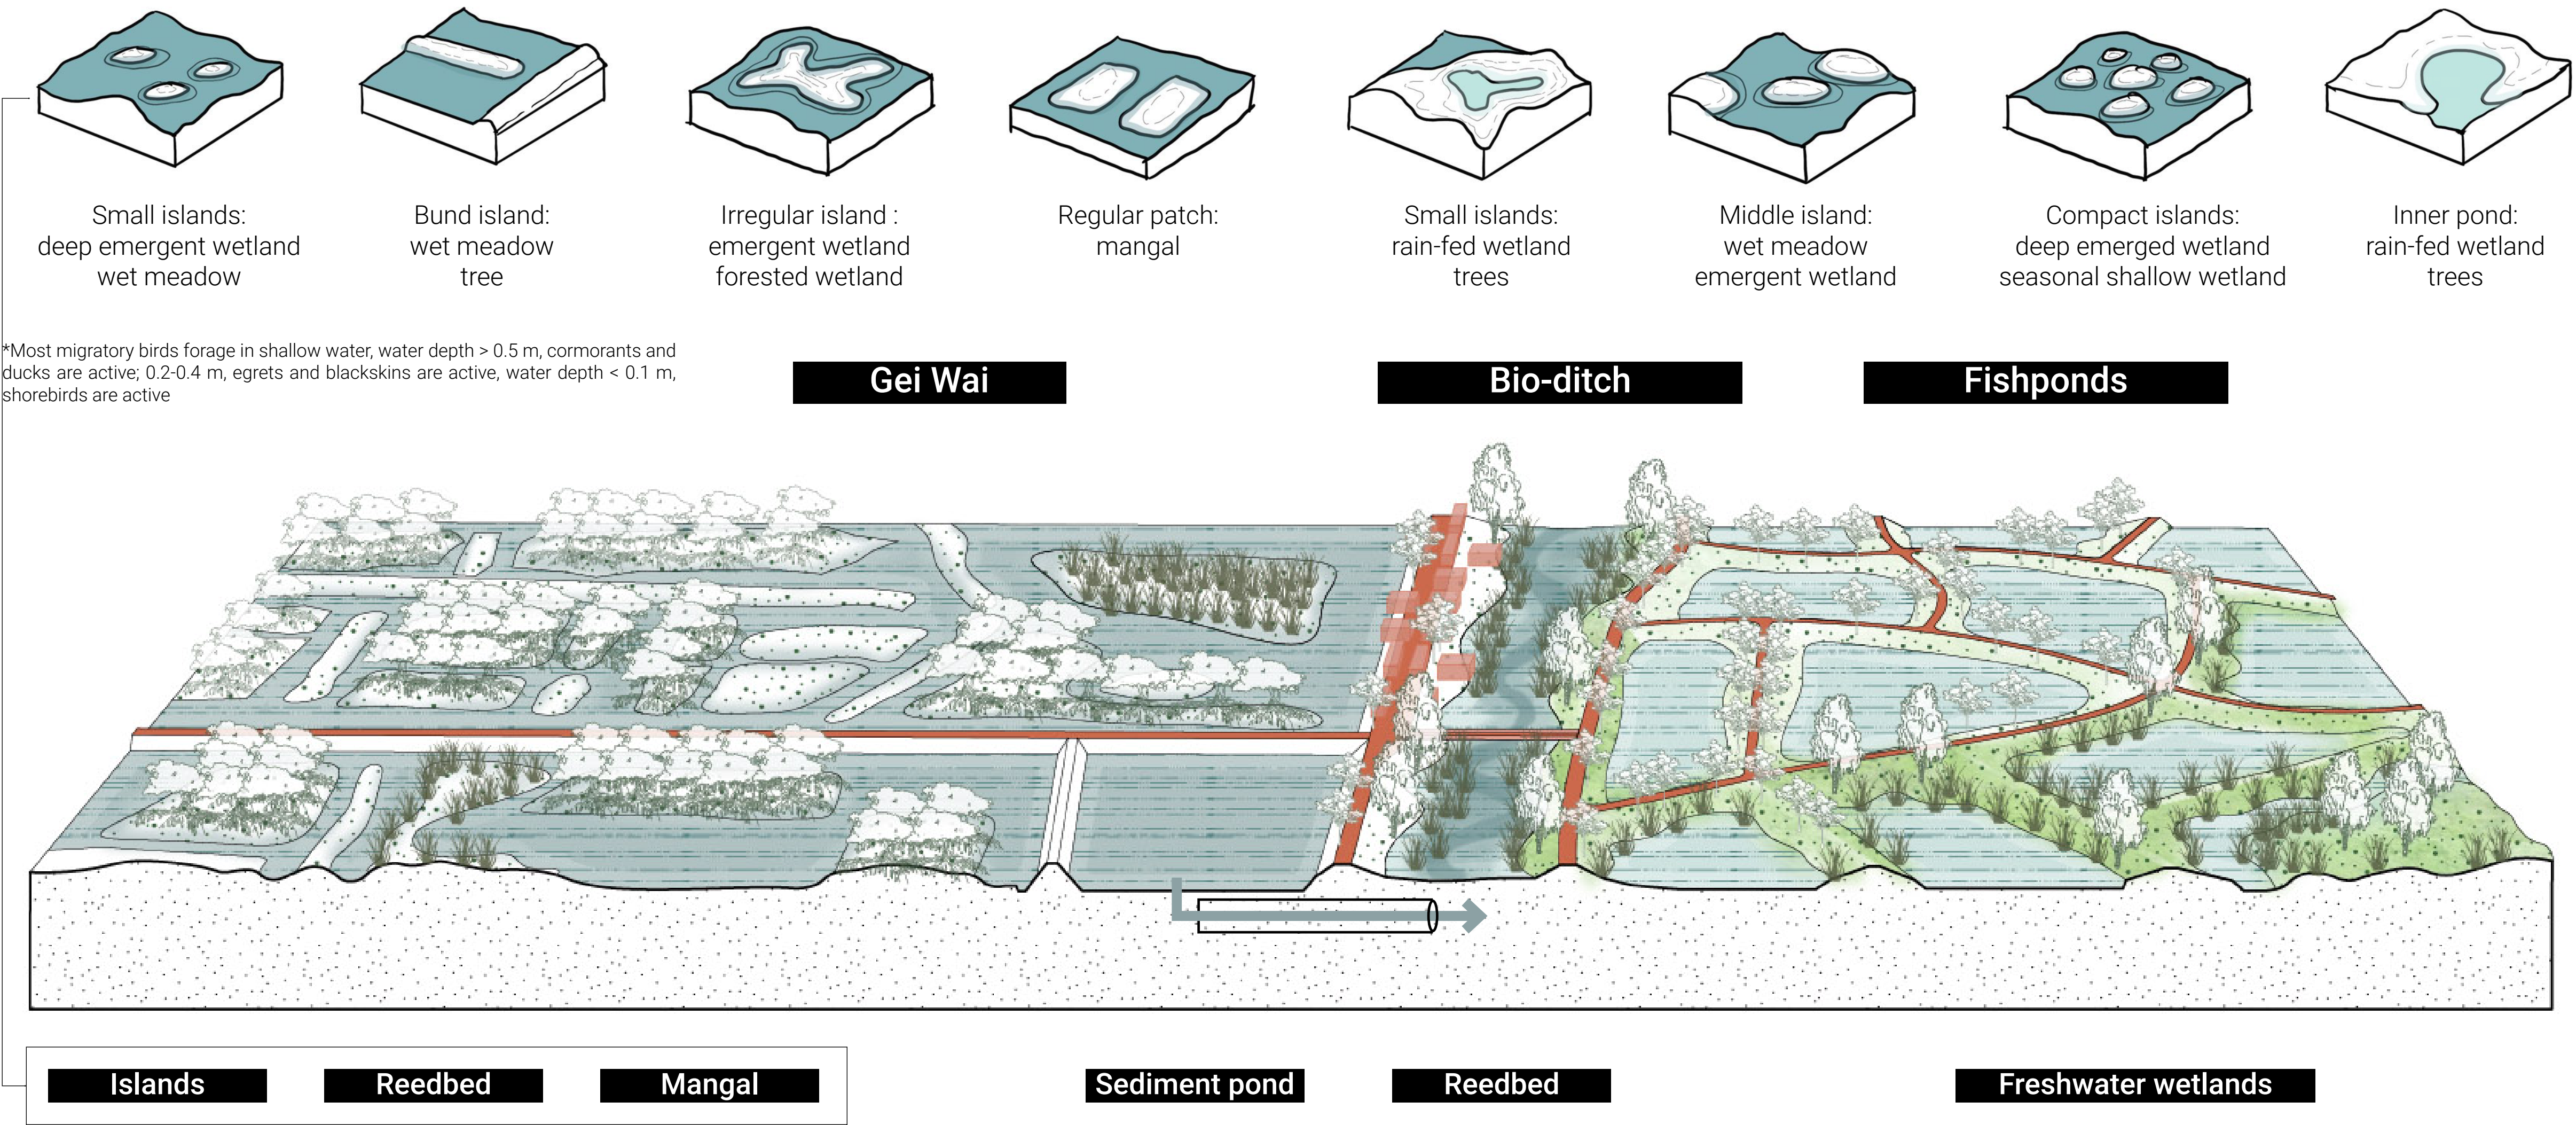 Small islands:
deep emergent wetland
wet meadow
Bund island:
wet meadow
tree
Irregular island :
emergent wetland
forested wetland
Regular patch:
mangal
Small islands:
rain-fed wetland
trees
Middle island:
wet meadow
emergent wetland
Compact islands:
deep emerged wetland
seasonal shallow wetland
Inner pond:
rain-fed wetland
trees
*Most migratory birds forage in shallow water, water depth > 0.5 m, cormorants and
ducks are active; 0.2-0.4 m, egrets and blackskins are active, water depth < 0.1 m,
shorebirds are active
Gei Wai
Bio-ditch
Fishponds
Islands
Reedbed
Mangal
Sediment pond
Reedbed
Freshwater wetlands